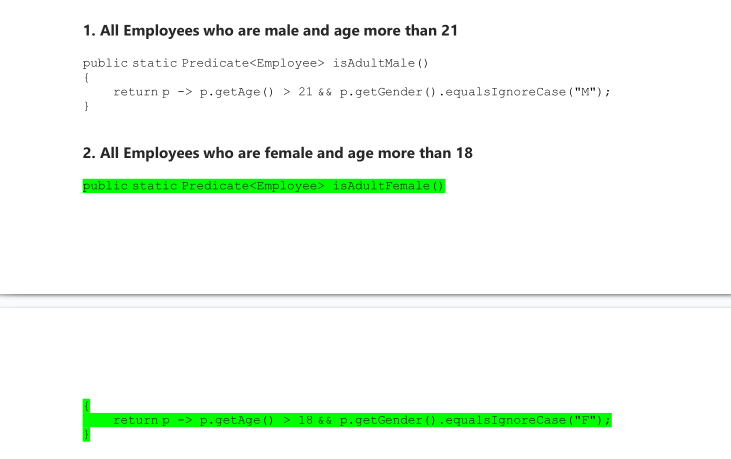 1. All Employees who are male and age more than 21
public static Predicate<Employee> isAdultMale()
{
return p -> p.getAge() > 21 && p.getGender().equalsIgnoreCase("M");
}
2. All Employees who are female and age more than 18
public static Predicate<Employee> isAdultFemale()
{
return p -> p.getAge() > 18 && p.getGender().equalsIgnoreCase("F");
}